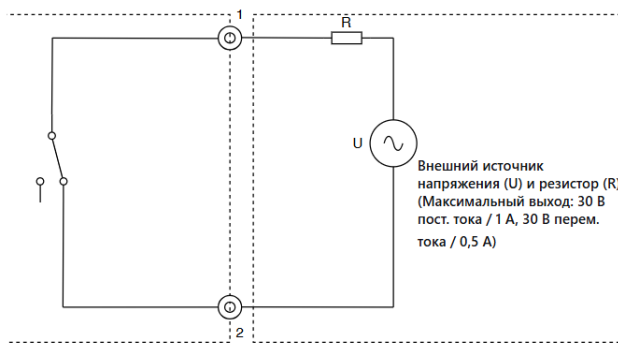 1
R
U
Внешний источник
напряжения (U) и резистор (R)
(Максимальный выход: 30 В
пост. тока / 1 А, 30 В перем.
тока / 0,5 А)
2